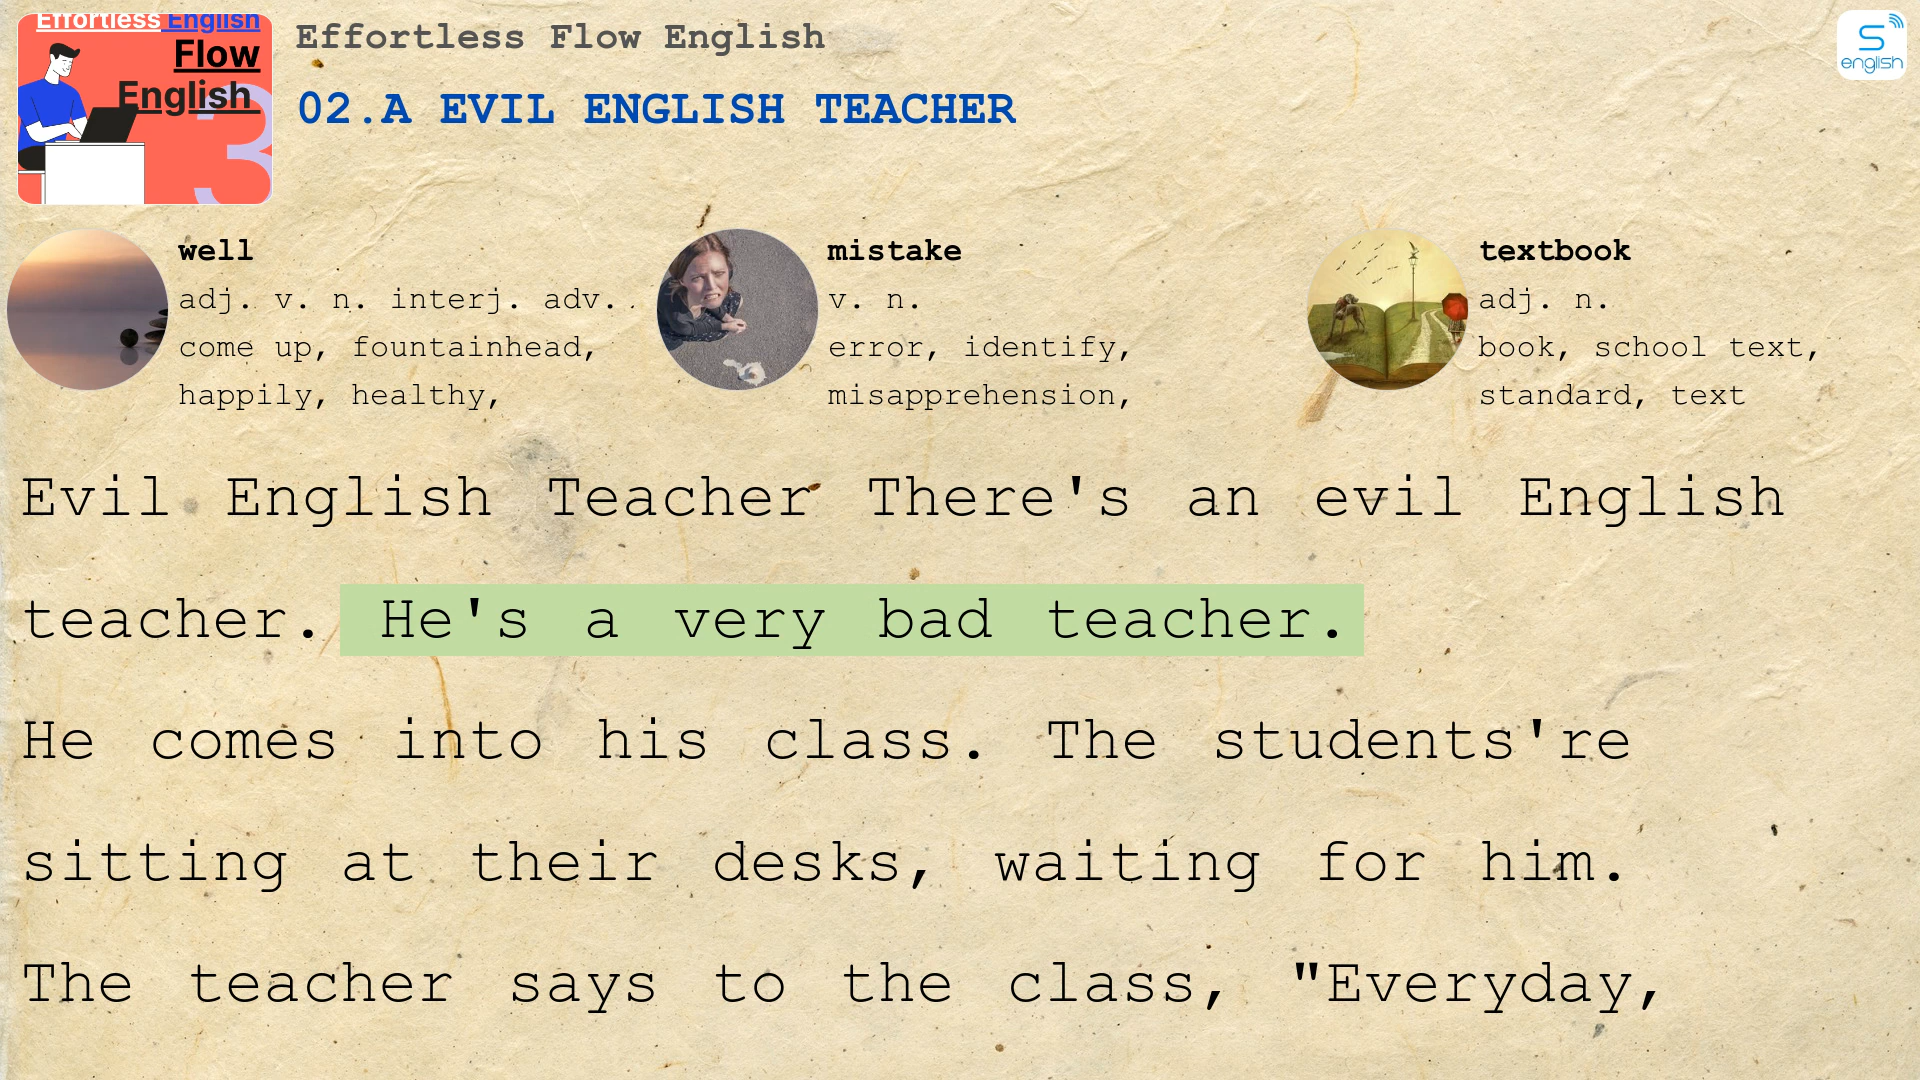 Effortless English
Flow
English
3
Effortless Flow English
02.A EVIL ENGLISH TEACHER
S
english
well
adj. v. n. interj. adv.
come up, fountainhead,
happily, healthy,
mistake
v. n.
error, identify,
misapprehension,
textbook
adj. n.
book, school text,
standard, text
Evil English Teacher There's an evil English
teacher. He's a very bad teacher.
He comes into his class. The students're
sitting at their desks, waiting for him.
The teacher says to the class, "Everyday,